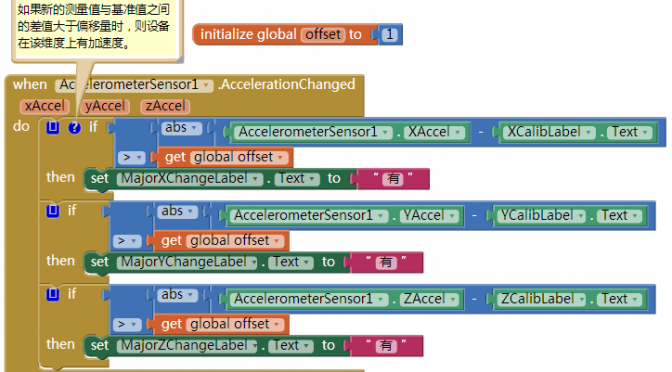 如果新的测量值与基准值之间
的差值大于偏移量时，则设备
在该维度上有加速度。
initialize global offset to 1
when AccelerometerSensor1 .AccelerationChanged
xAccel yAccel zAccel
do ? if abs AccelerometerSensor1 . XAccel - XCalibLabel . Text
> get global offset
then set MajorXChangeLabel . Text to " 有 "
if abs AccelerometerSensor1 . YAccel - YCalibLabel . Text
> get global offset
then set MajorYChangeLabel . Text to " 有 "
if abs AccelerometerSensor1 . ZAccel - ZCalibLabel . Text
> get global offset
then set MajorZChangeLabel . Text to " 有 "